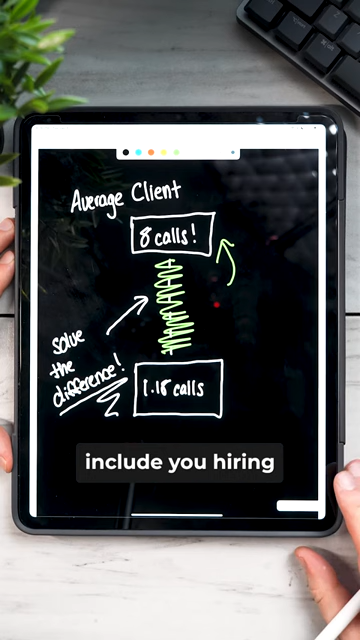 Average Client
8 calls!
solve
the
difference!
1.18 calls
include you hiring